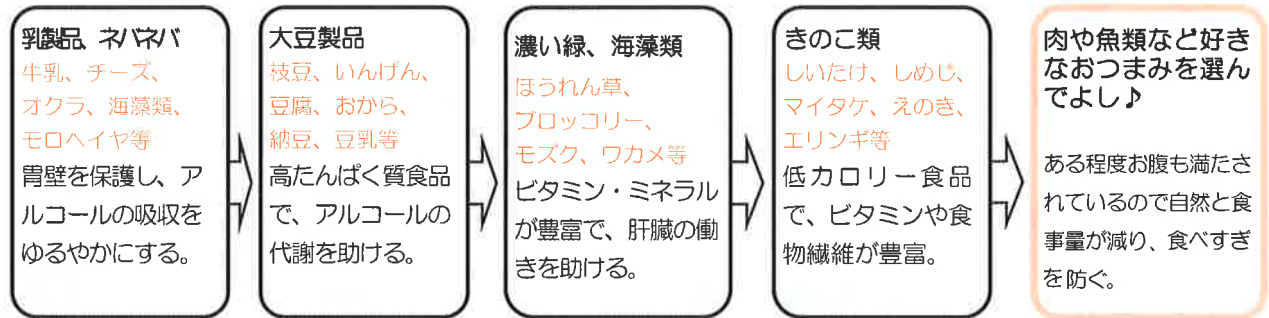 乳製品、ネバネバ
牛乳、チーズ、
オクラ、海藻類、
モロヘイヤ等
胃壁を保護し、ア
ルコールの吸収を
ゆるやかにする。
大豆製品
枝豆、いんげん、
豆腐、おから、
納豆、豆乳等
高たんぱく質食品
で、アルコールの
代謝を助ける。
濃い緑、海藻類
ほうれん草、
ブロッコリー、
モズク、ワカメ等
ビタミン・ミネラル
が豊富で、肝臓の働
きを助ける。
きのこ類
しいたけ、しめじ、
マイタケ、えのき、
エリンギ等
低カロリー食品
で、ビタミンや食
物繊維が豊富。
肉や魚類など好き
なおつまみを選ん
でよし♪
ある程度お腹も満たさ
れているので自然と食
事量が減り、食べすぎ
を防ぐ。